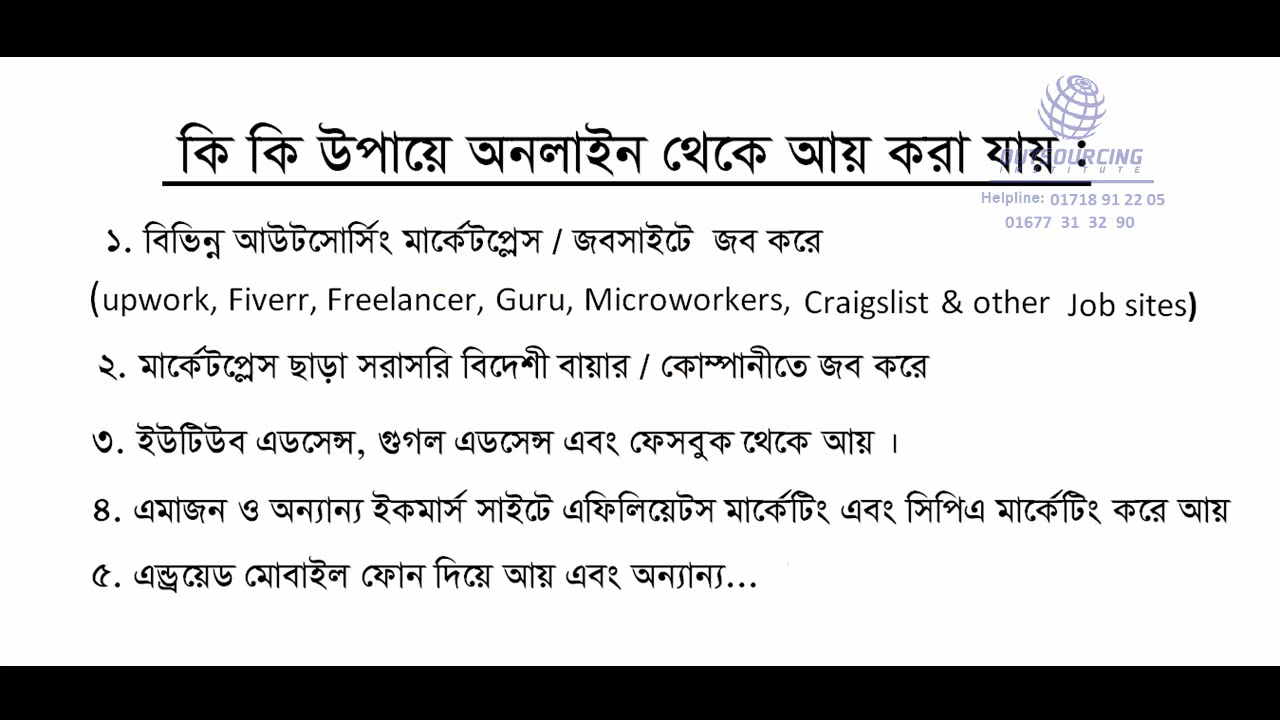 কি কি উপায়ে অনলাইন থেকে আয় করা যায় :
OUTSOURCING
INSTITUTE
Helpline: 01718 91 22 05
01677 31 32 90
১. বিভিন্ন আউটসোর্সিং মার্কেটপ্লেস / জবসাইটে জব করে
(upwork, Fiverr, Freelancer, Guru, Microworkers, Craigslist & other Job sites)
২. মার্কেটপ্লেস ছাড়া সরাসরি বিদেশী বায়ার / কোম্পানীতে জব করে
৩. ইউটিউব এডসেন্স, গুগল এডসেন্স এবং ফেসবুক থেকে আয় ।
৪. এমাজন ও অন্যান্য ইকমার্স সাইটে এফিলিয়েটস মার্কেটিং এবং সিপিএ মার্কেটিং করে আয়
৫. এন্ড্রয়েড মোবাইল ফোন দিয়ে আয় এবং অন্যান্য...